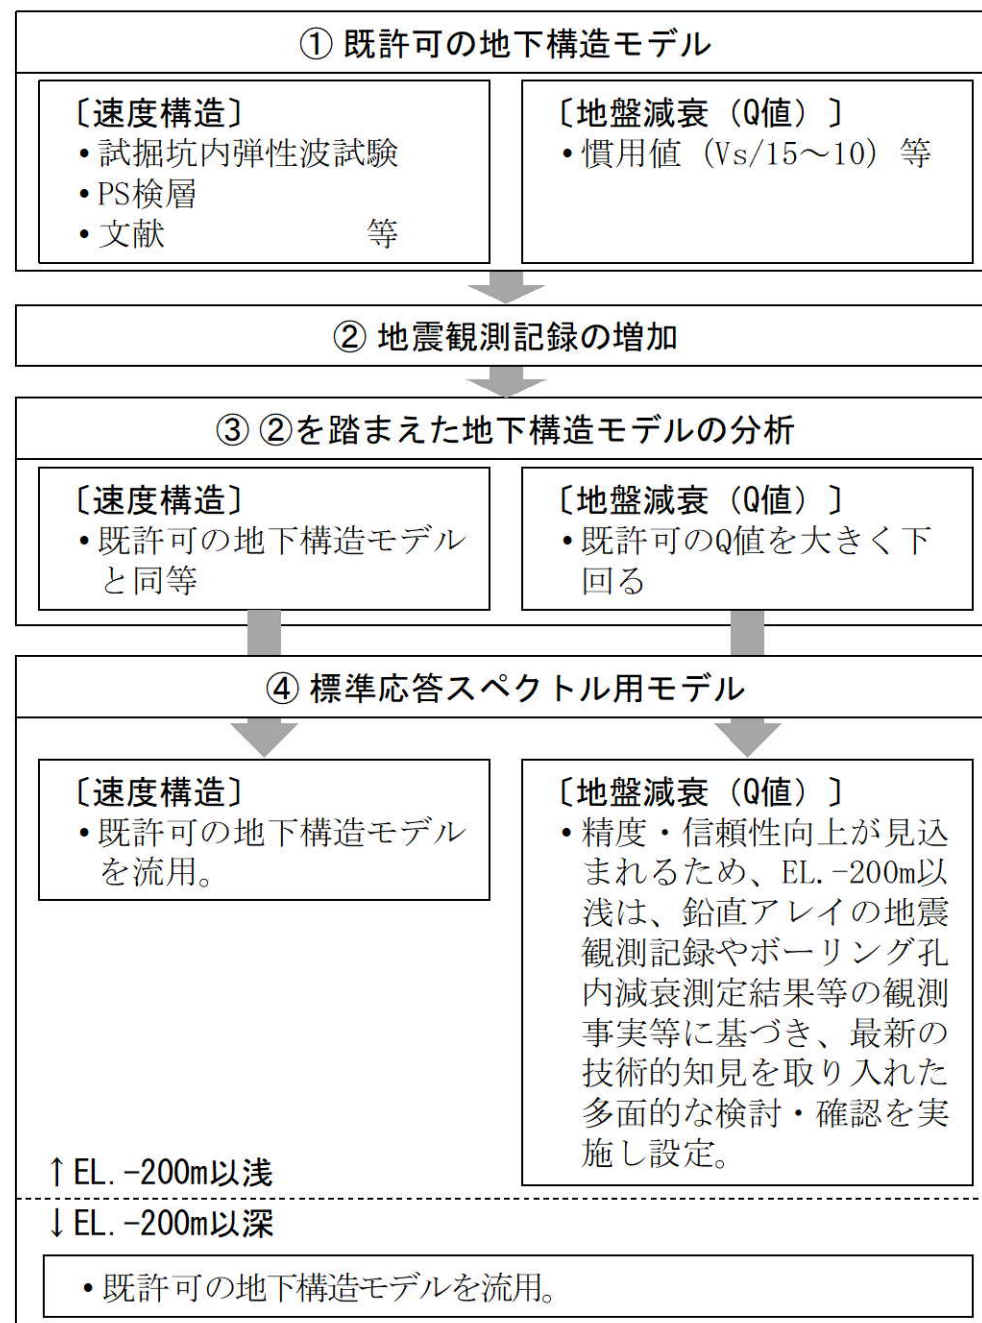 ① 既許可の地下構造モデル
〔速度構造〕
・試掘坑内弾性波試験
・PS検層
・文献　　　　　　等
〔地盤減衰（Q値）〕
・慣用値（Vs/15～10）等
② 地震観測記録の増加
③ ②を踏まえた地下構造モデルの分析
〔速度構造〕
・既許可の地下構造モデル
と同等
〔地盤減衰（Q値）〕
・既許可のQ値を大きく下
回る
④ 標準応答スペクトル用モデル
〔速度構造〕
・既許可の地下構造モデル
を流用。
〔地盤減衰（Q値）〕
・精度・信頼性向上が見込
まれるため、EL.-200m以
浅は、鉛直アレイの地震
観測記録やボーリング孔
内減衰測定結果等の観測
事実等に基づき、最新の
技術的知見を取り入れた
多面的な検討・確認を実
施し設定。
↑EL.-200m以浅
↓EL.-200m以深
・既許可の地下構造モデルを流用。